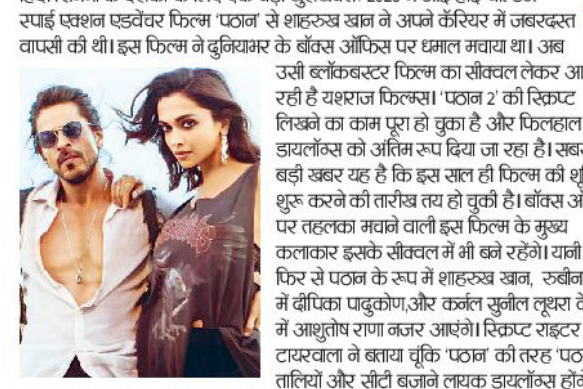 स्पाई एक्शन एडवेंचर फिल्म ‘पठान’ से शाहरुख खान ने अपने कॅरियर में जबरदस्त
वापसी की थी। इस फिल्म ने दुनियाभर के बॉक्स ऑफिस पर धमाल मचाया था। अब
उसी ब्लॉकबस्टर फिल्म का सीक्वल लेकर आ
रही है यशराज फिल्म्स। ‘पठान 2’ की स्क्रिप्ट
लिखने का काम पूरा हो चुका है और फिलहाल
डायलॉग्स को अंतिम रूप दिया जा रहा है। सबसे
बड़ी खबर यह है कि इस साल ही फिल्म की
शुरू करने की तारीख तय हो चुकी है। बॉक्स
पर तहलका मचाने वाली इस फिल्म के मुख्य
कलाकार इसके सीक्वल में भी बने रहेंगे। यानी
फिर से पठान के रूप में शाहरुख खान, रुबीना
में दीपिका पादुकोण,और कर्नल सुनील लूथरा
में आशुतोष राणा नजर आएंगे। स्क्रिप्ट राइटर
टायरवाला ने बताया चूंकि ‘पठान’ की तरह
तालियों और सीटी बजाने लायक डायलॉग्स